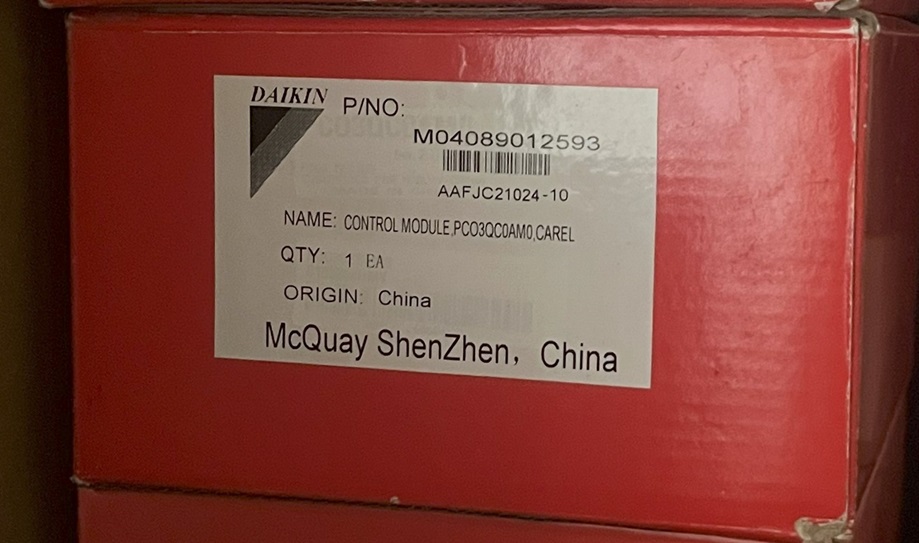 DAIKIN P/NO:
M04089012593
AAFJC21024-10
NAME: CONTROL MODULE,PCO3QC0AM0,CAREL
QTY: 1 EA
ORIGIN: China
McQuay ShenZhen, China